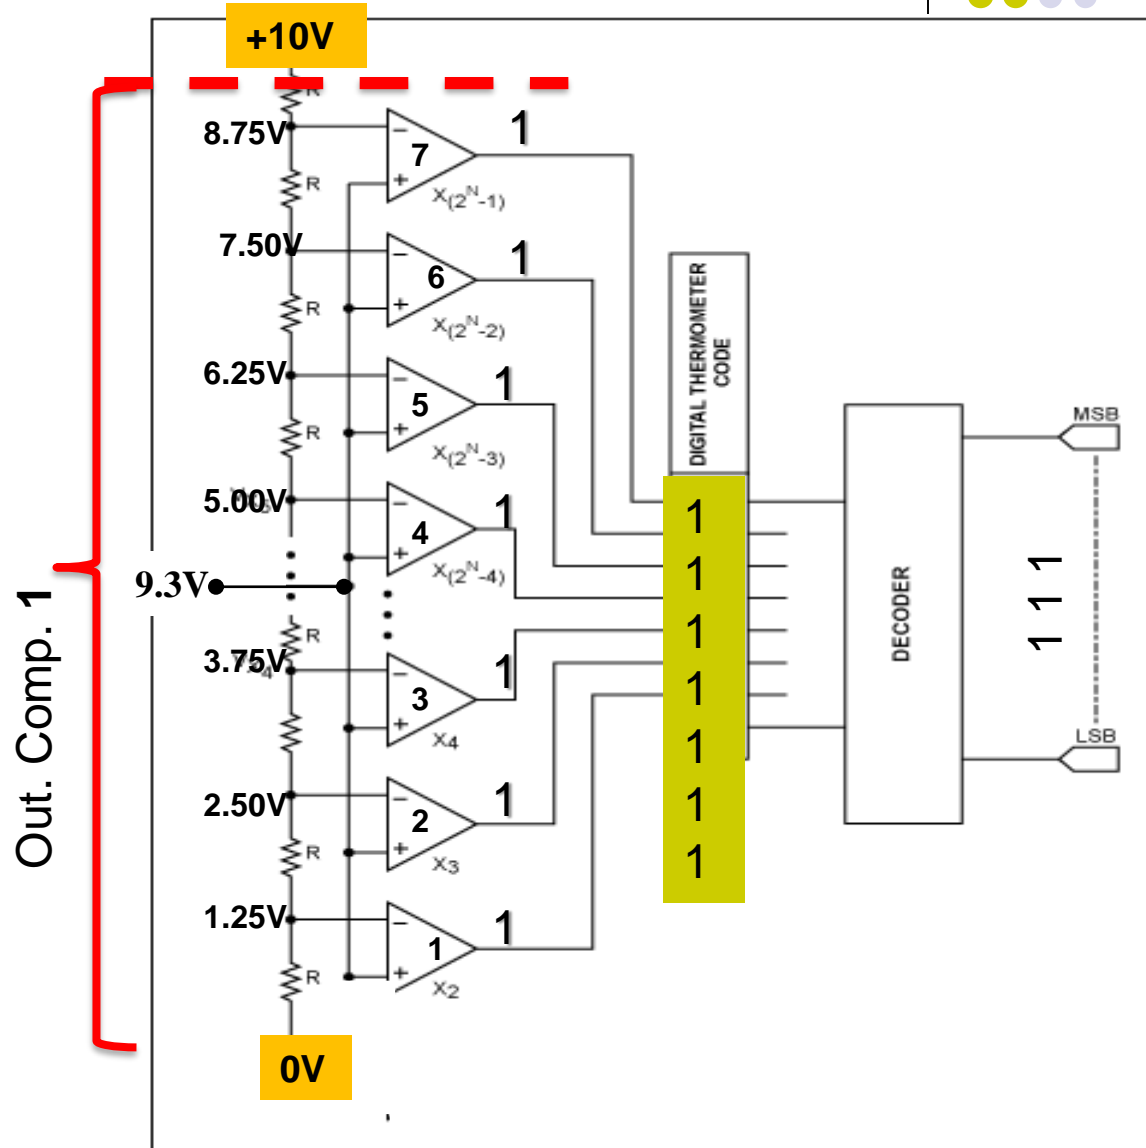 +10V
R
8.75V
−
7
+
X(2^N-1)
1
R
7.50V
−
6
+
X(2^N-2)
1
R
6.25V
−
5
+
X(2^N-3)
1
R
5.00V
−
4
+
X(2^N-4)
1
9.3V
R
3.75V
−
3
+
X4
1
2.50V
−
2
+
X3
1
R
1.25V
−
1
+
X2
1
R
0V
Out. Comp. 1
DIGITAL THERMOMETER
CODE
1
1
1
1
1
1
1
DECODER
MSB
1 1 1
LSB